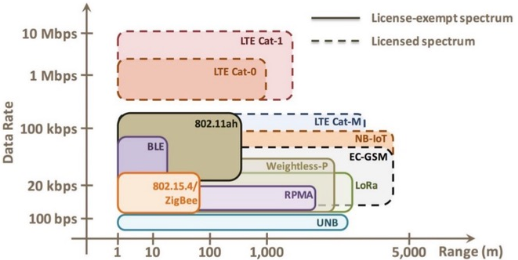 License-exempt spectrum
Licensed spectrum
Data Rate
10 Mbps
1 Mbps
100 kbps
20 kbps
100 bps
LTE Cat-1
LTE Cat-0
802.11ah
LTE Cat-M
NB-IoT
BLE
EC-GSM
Weightless-P
802.15.4/
ZigBee
LoRa
RPMA
UNB
1 10 100 1,000 5,000 Range (m)